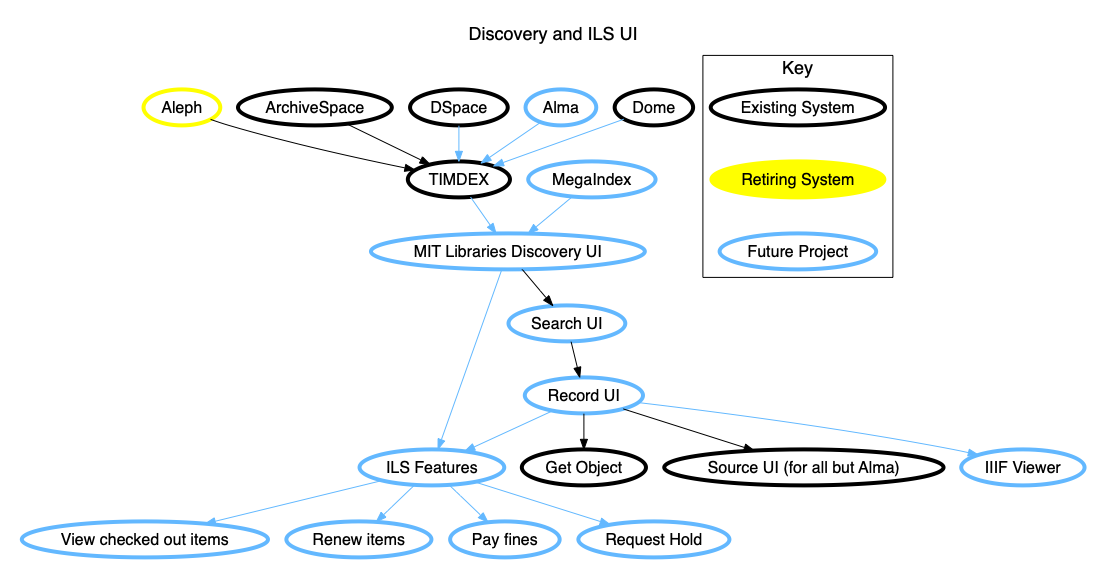 Discovery and ILS UI
Key
Aleph
ArchiveSpace
DSpace
Alma
Dome
Existing System
TIMDEX
MegaIndex
Retiring System
MIT Libraries Discovery UI
Future Project
Search UI
Record UI
ILS Features
Get Object
Source UI (for all but Alma)
IIIF Viewer
View checked out items
Renew items
Pay fines
Request Hold